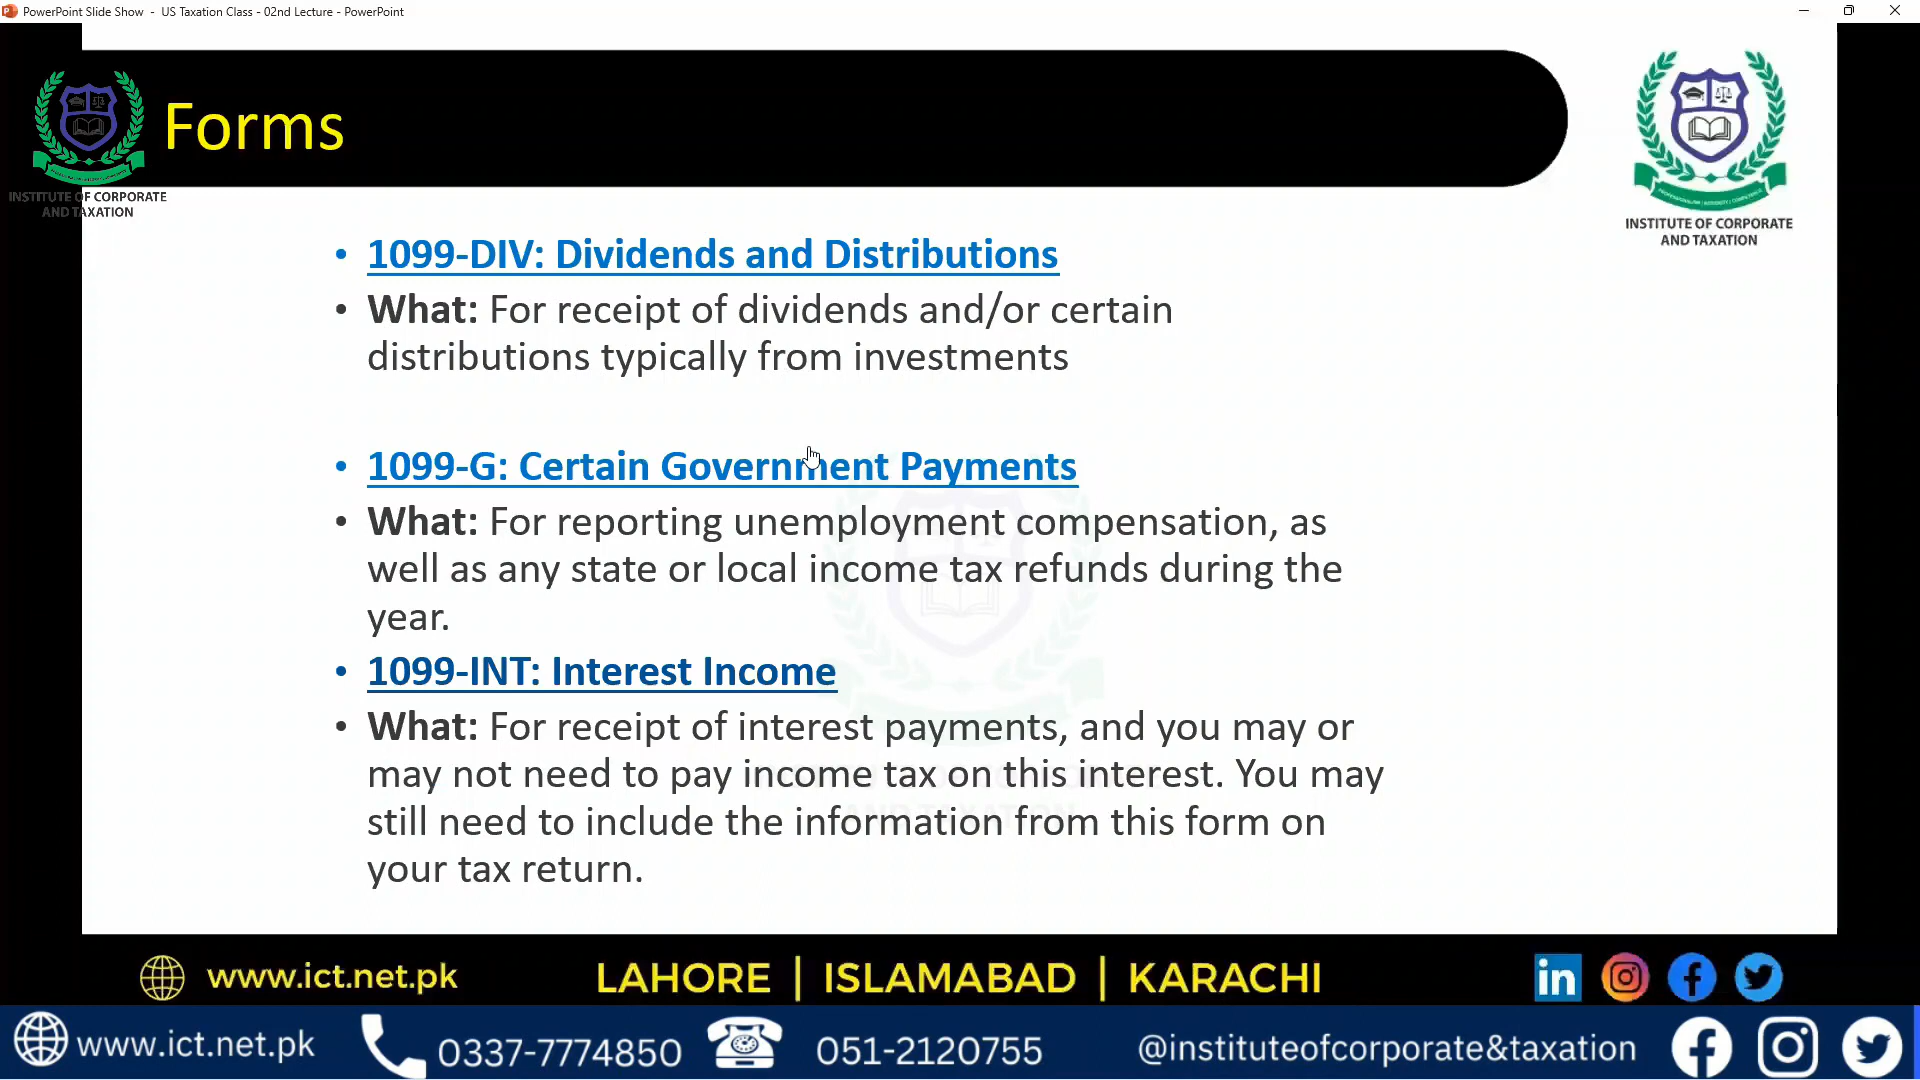 PowerPoint Slide Show - US Taxation Class - 02nd Lecture - PowerPoint
Forms
INSTITUTE OF CORPORATE
AND TAXATION
INSTITUTE OF CORPORATE
AND TAXATION
• 1099-DIV: Dividends and Distributions
• What: For receipt of dividends and/or certain
distributions typically from investments
• 1099-G: Certain Government Payments
• What: For reporting unemployment compensation, as
well as any state or local income tax refunds during the
year.
• 1099-INT: Interest Income
• What: For receipt of interest payments, and you may or
may not need to pay income tax on this interest. You may
still need to include the information from this form on
your tax return.
www.ict.net.pk LAHORE | ISLAMABAD | KARACHI in
www.ict.net.pk 0337-7774850 051-2120755 @instituteofcorporate&taxation